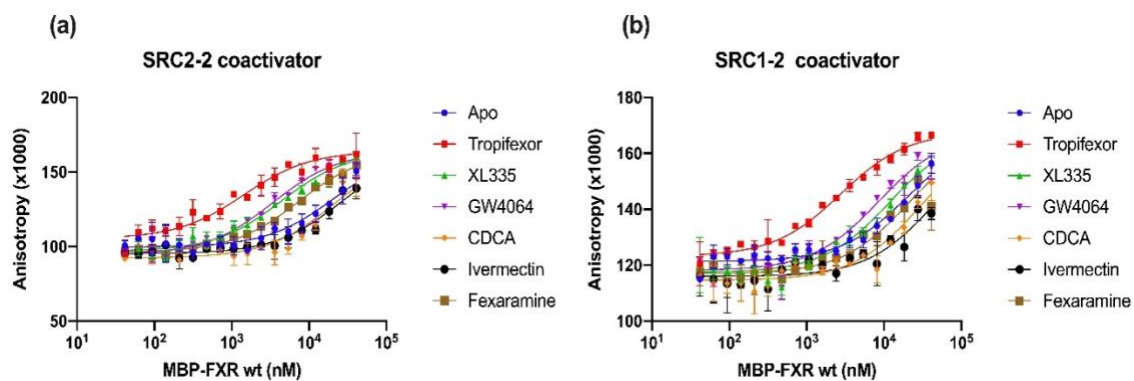 (a)
SRC2-2 coactivator
Anisotropy (x1000)
200
150
100
50
10¹ 10² 10³ 10⁴ 10⁵
MBP-FXR wt (nM)
Apo
Tropifexor
XL335
GW4064
CDCA
Ivermectin
Fexaramine
(b)
SRC1-2 coactivator
Anisotropy (x1000)
180
160
140
120
100
10¹ 10² 10³ 10⁴ 10⁵
MBP-FXR wt (nM)
Apo
Tropifexor
XL335
GW4064
CDCA
Ivermectin
Fexaramine